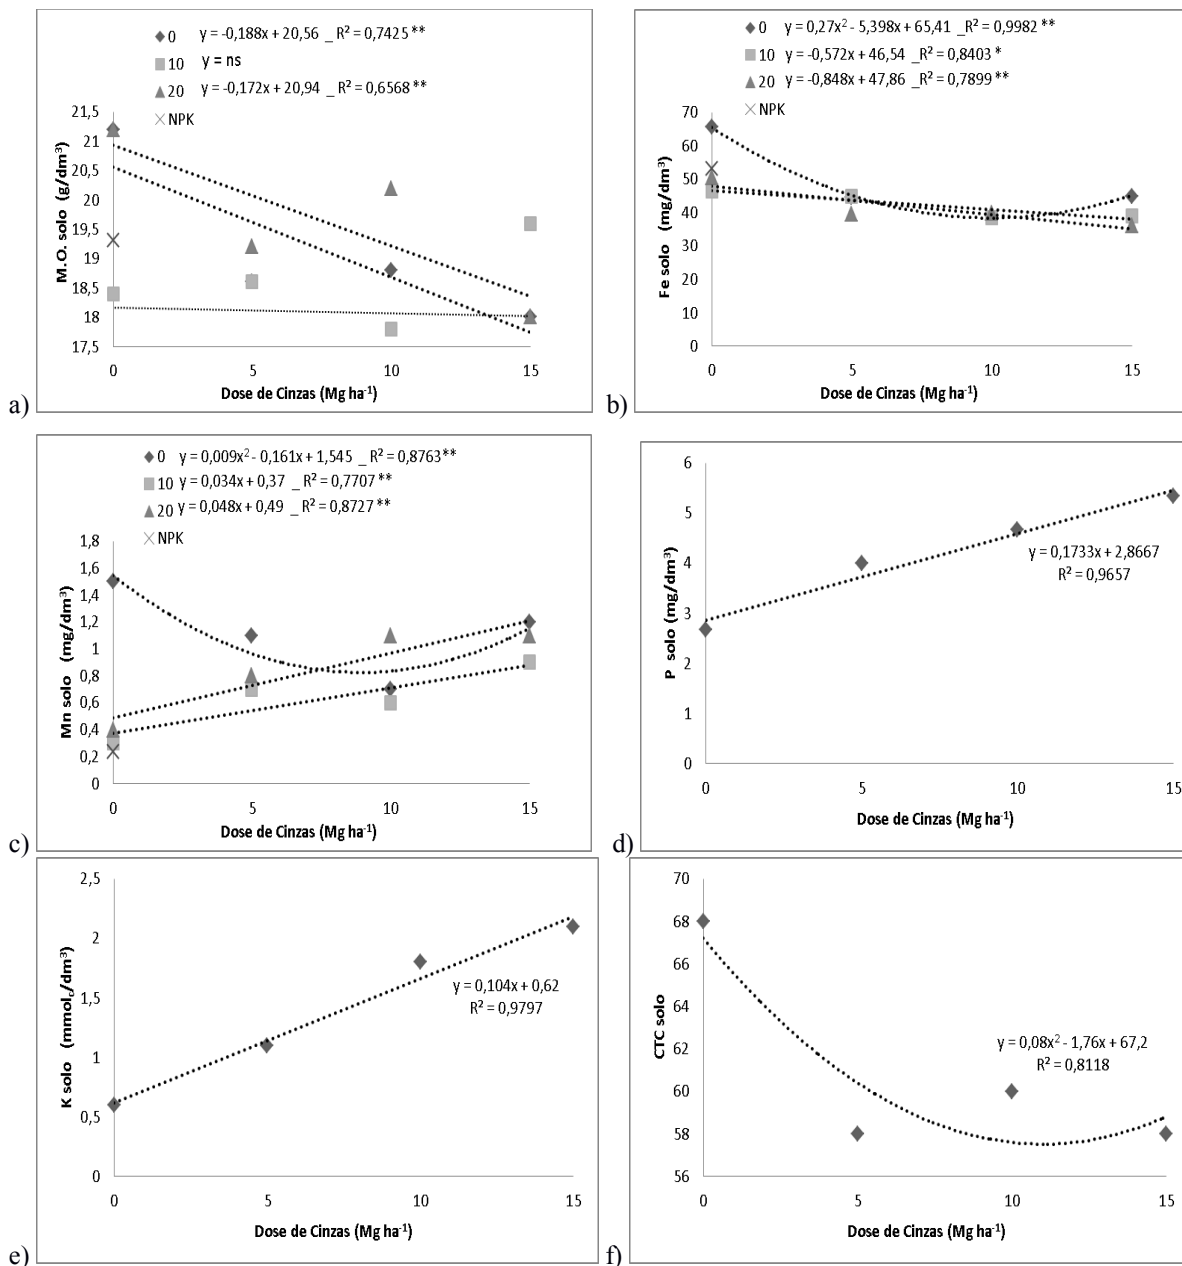 0 y = -0,188x + 20,56 _ R² = 0,7425 **
10 y = ns
20 y = -0,172x + 20,94 _ R² = 0,6568 **
NPK
21,5
21
20,5
20
19,5
19
18,5
18
17,5
M.O. solo (g/dm³)
0 5 10 15
Dose de Cinzas (Mg ha⁻¹)
a)
0 y = 0,27x² - 5,398x + 65,41 _ R² = 0,9982 **
10 y = -0,572x + 46,54 _R² = 0,8403 *
20 y = -0,848x + 47,86 _ R² = 0,7899 **
NPK
70
60
50
40
30
20
10
0
Fe solo (mg/dm³)
0 5 10 15
Dose de Cinzas (Mg ha⁻¹)
b)
0 y = 0,009x² - 0,161x + 1,545 _ R² = 0,8763**
10 y = 0,034x + 0,37 _ R² = 0,7707 **
20 y = 0,048x + 0,49 _ R² = 0,8727 **
NPK
1,8
1,6
1,4
1,2
1
0,8
0,6
0,4
0,2
0
Mn solo (mg/dm³)
0 5 10 15
Dose de Cinzas (Mg ha⁻¹)
c)
6
5
4
3
2
1
0
P solo (mg/dm³)
y = 0,1733x + 2,8667
R² = 0,9657
0 5 10 15
Dose de Cinzas (Mg ha⁻¹)
d)
2,5
2
1,5
1
0,5
0
K solo (mmolc/dm³)
y = 0,104x + 0,62
R² = 0,9797
0 5 10 15
Dose de Cinzas (Mg ha⁻¹)
e)
70
68
66
64
62
60
58
56
CTC solo
y = 0,08x² - 1,76x + 67,2
R² = 0,8118
0 5 10 15
Dose de Cinzas (Mg ha⁻¹)
f)